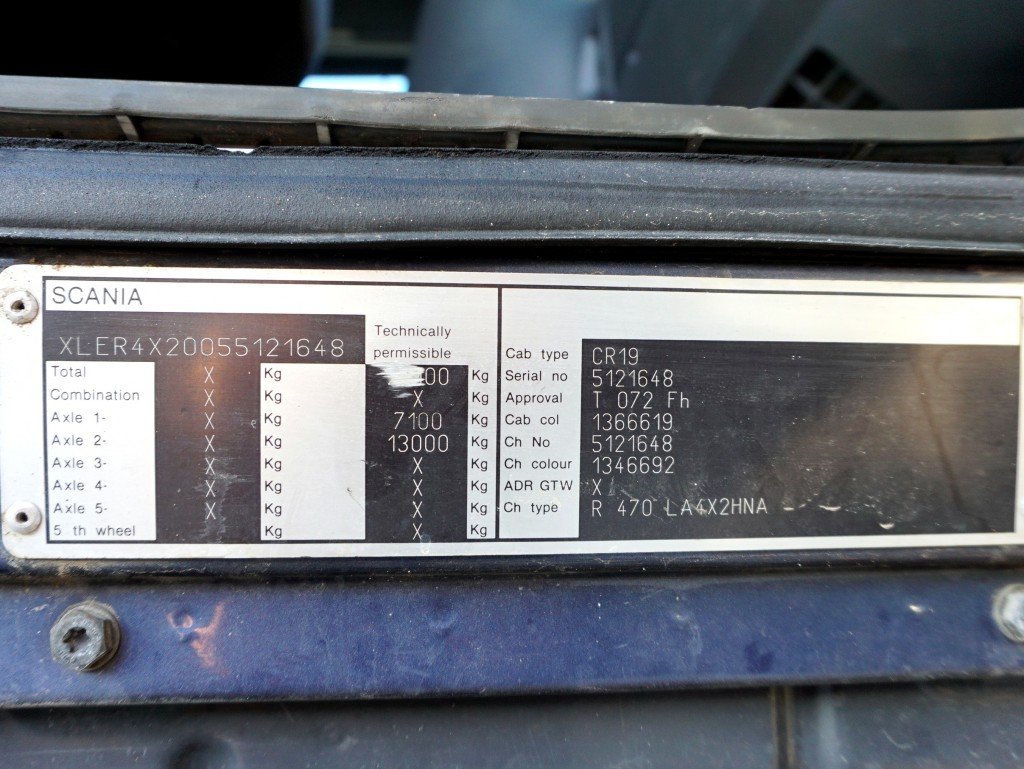 SCANIA
XLER4X20055121648
Technically
permissible
Total X Kg 00 Kg
Combination X Kg X Kg
Axle 1- X Kg 7100 Kg
Axle 2- X Kg 13000 Kg
Axle 3- X Kg X Kg
Axle 4- X Kg X Kg
Axle 5- X Kg X Kg
5 th wheel Kg X Kg
Cab type CR19
Serial no 5121648
Approval T 072 Fh
Cab col 1366619
Ch No 5121648
Ch colour 1346692
ADR GTW X
Ch type R 470 LA4X2HNA